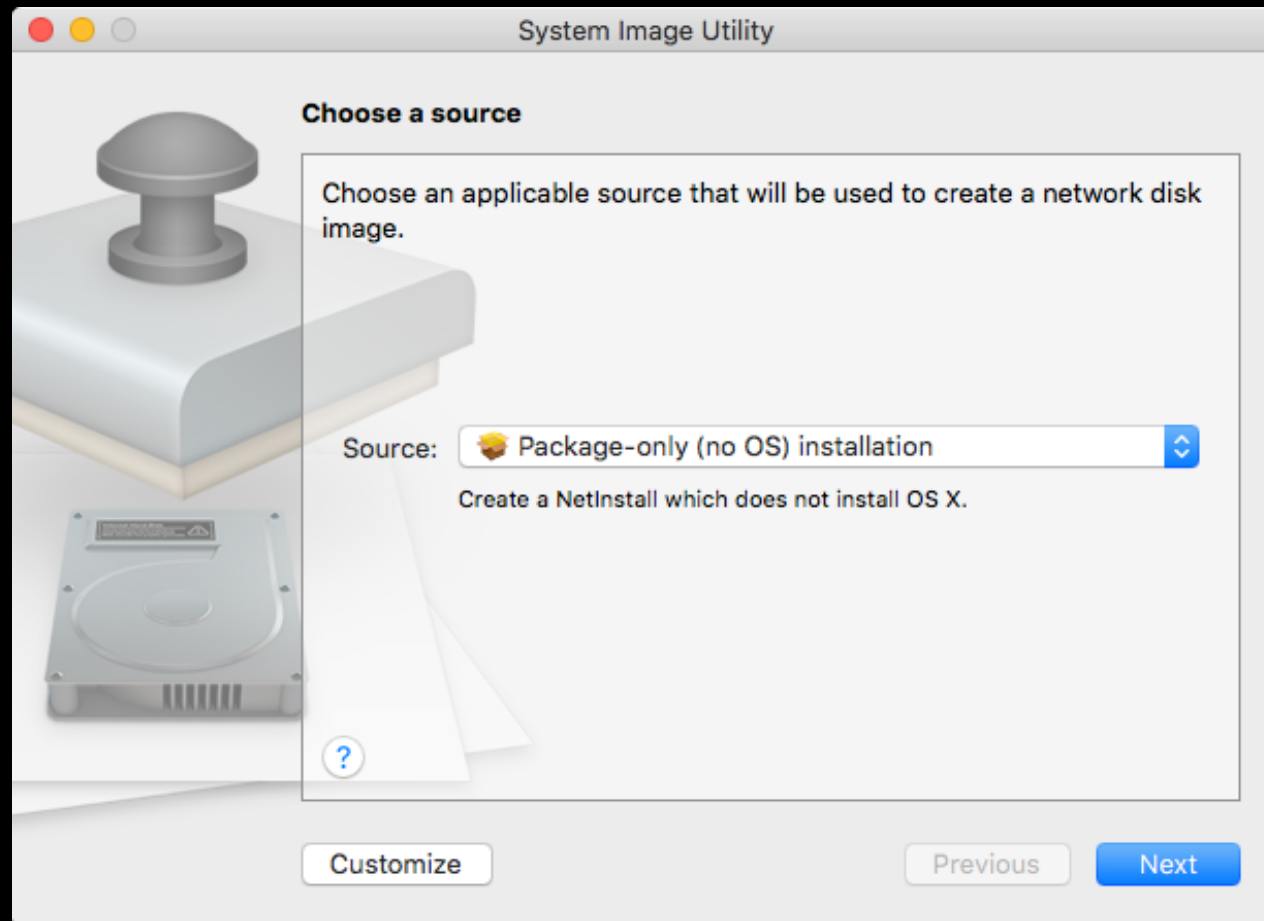 System Image Utility
Choose a source
Choose an applicable source that will be used to create a network disk
image.
Source: Package-only (no OS) installation
Create a NetInstall which does not install OS X.
?
Customize Previous Next